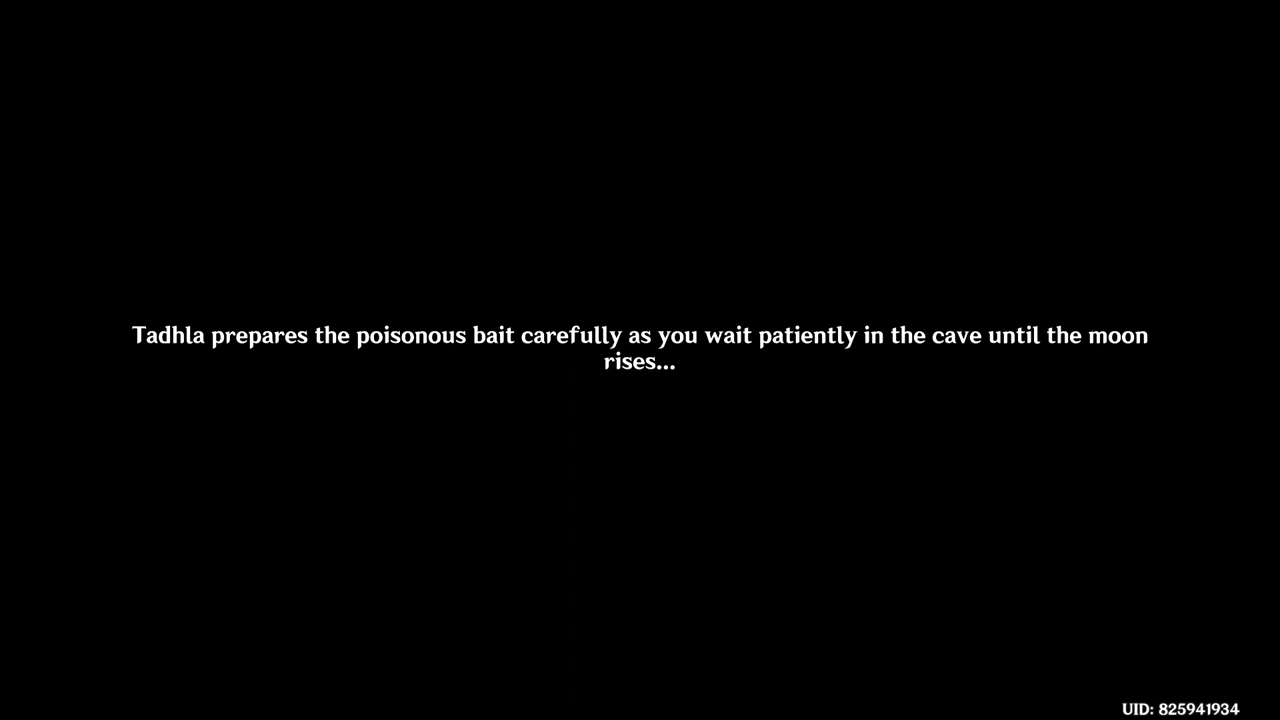 Tadhla prepares the poisonous bait carefully as you wait patiently in the cave until the moon
rises...
UID: 825941934